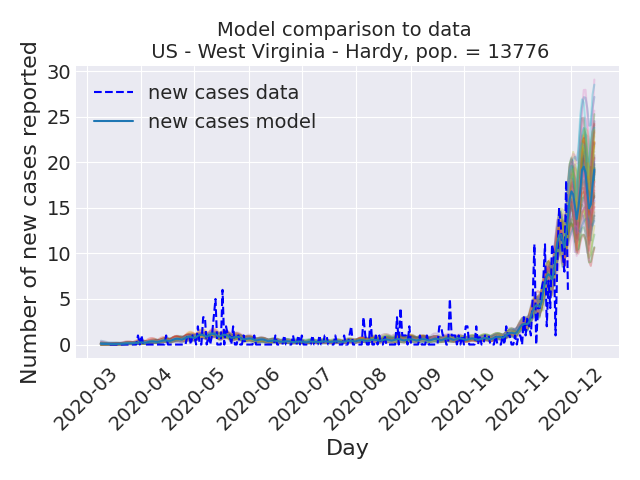 Model comparison to data
US - West Virginia - Hardy, pop. = 13776
new cases data
new cases model
Number of new cases reported
30
25
20
15
10
5
0
2020-03
2020-04
2020-05
2020-06
2020-07
2020-08
2020-09
2020-10
2020-11
2020-12
Day